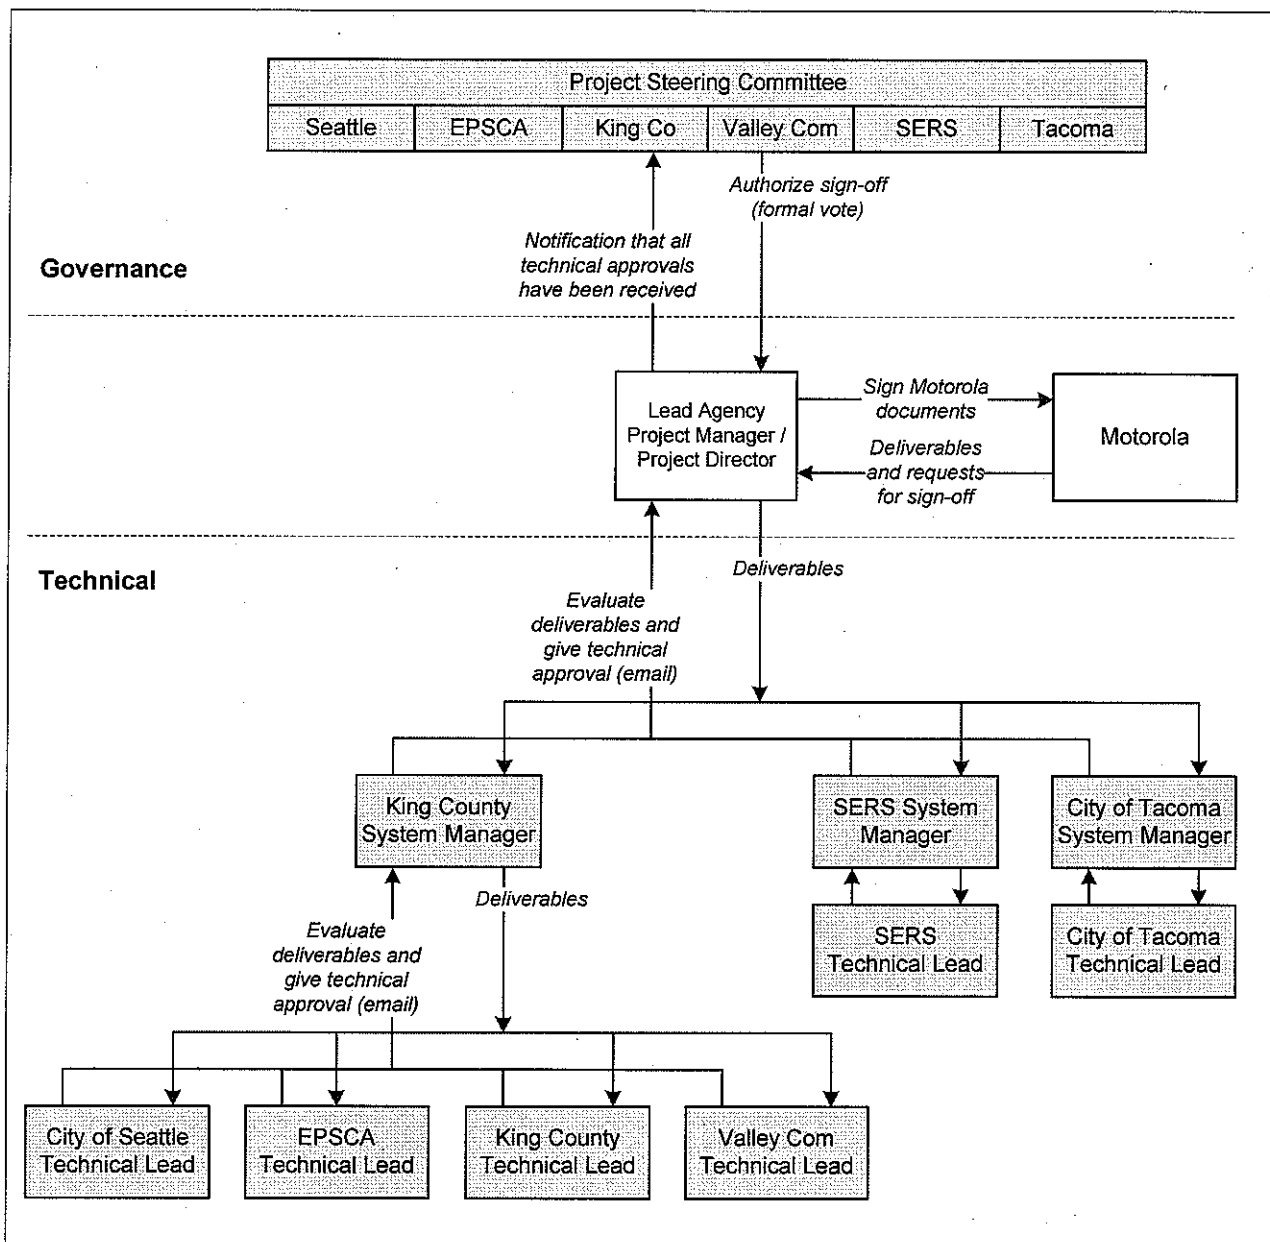 Project Steering Committee
Seattle
EPSCA
King Co
Valley Com
SERS
Tacoma
Authorize sign-off
(formal vote)
Notification that all
technical approvals
have been received
Governance
Lead Agency
Project Manager /
Project Director
Sign Motorola
documents
Deliverables
and requests
for sign-off
Motorola
Technical
Deliverables
Evaluate
deliverables and
give technical
approval (email)
King County
System Manager
SERS System
Manager
City of Tacoma
System Manager
Deliverables
Evaluate
deliverables and
give technical
approval (email)
SERS
Technical Lead
City of Tacoma
Technical Lead
City of Seattle
Technical Lead
EPSCA
Technical Lead
King County
Technical Lead
Valley Com
Technical Lead